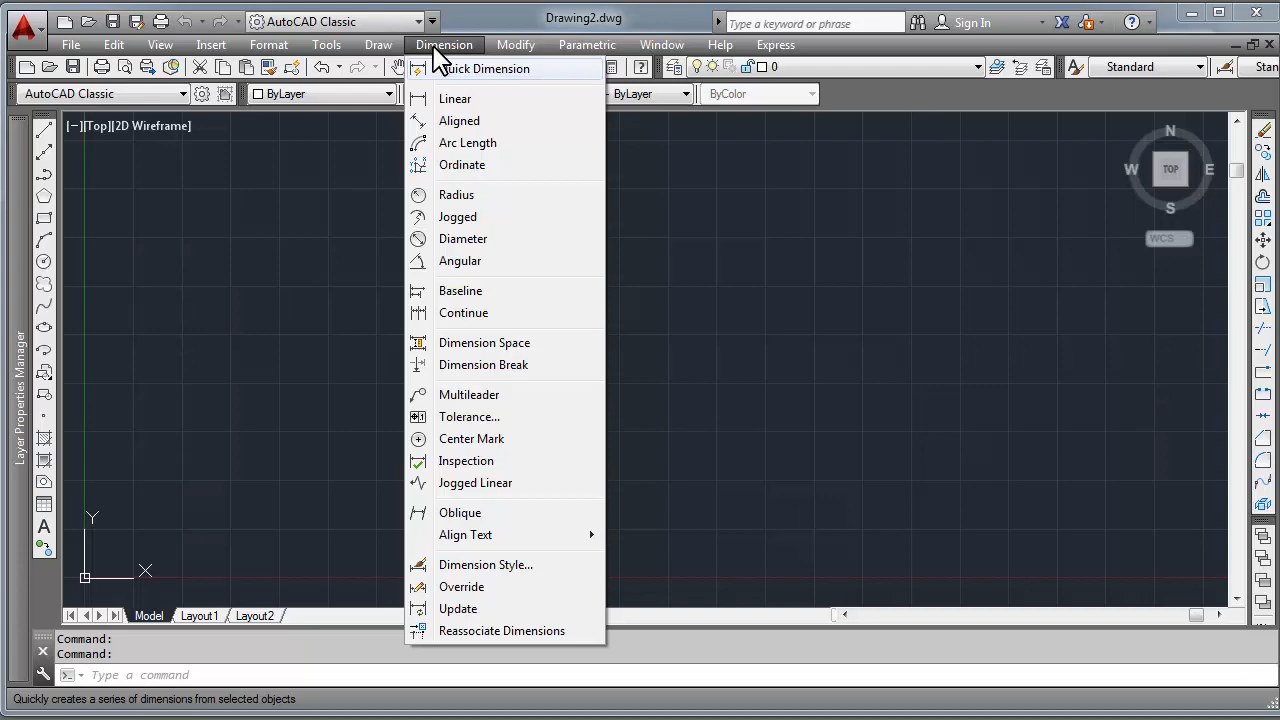 AutoCAD Classic
Drawing2.dwg
Type a keyword or phrase
Sign In
File Edit View Insert Format Tools Draw Dimension Modify Parametric Window Help Express
0
Standard
Stan
AutoCAD Classic
ByLayer
ByLayer
ByColor
[−][Top][2D Wireframe]
Quick Dimension
Linear
Aligned
Arc Length
Ordinate
Radius
Jogged
Diameter
Angular
Baseline
Continue
Dimension Space
Dimension Break
Multileader
Tolerance...
Center Mark
Inspection
Jogged Linear
Oblique
Align Text
Dimension Style...
Override
Update
Reassociate Dimensions
N
W TOP E
S
WCS
Layer Properties Manager
A
Y
X
Model Layout1 Layout2
Command:
Command:
Type a command
Quickly creates a series of dimensions from selected objects